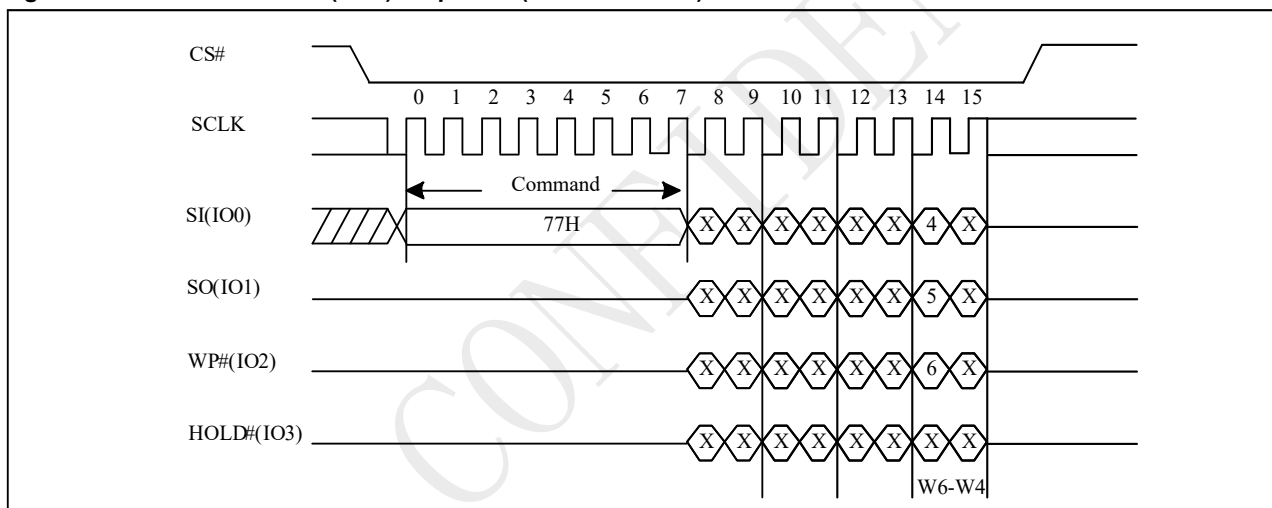 CS#
0 1 2 3 4 5 6 7 8 9 10 11 12 13 14 15
SCLK
Command
SI(IO0) 77H X X X X X X 4 X
SO(IO1) X X X X X X 5 X
WP#(IO2) X X X X X X 6 X
HOLD#(IO3) X X X X X X X X
W6-W4